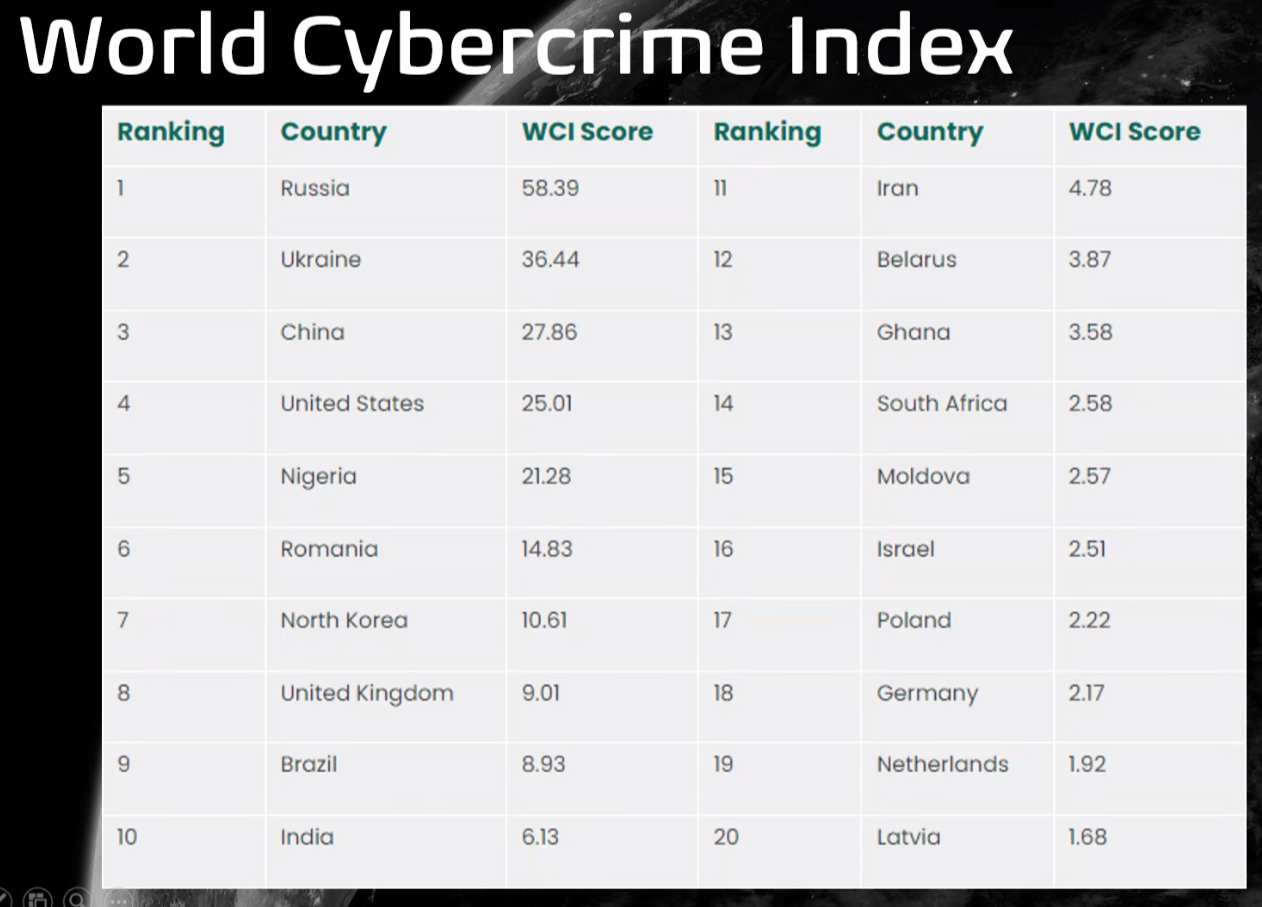 World Cybercrime Index
Ranking Country WCI Score Ranking Country WCI Score
1 Russia 58.39 11 Iran 4.78
2 Ukraine 36.44 12 Belarus 3.87
3 China 27.86 13 Ghana 3.58
4 United States 25.01 14 South Africa 2.58
5 Nigeria 21.28 15 Moldova 2.57
6 Romania 14.83 16 Israel 2.51
7 North Korea 10.61 17 Poland 2.22
8 United Kingdom 9.01 18 Germany 2.17
9 Brazil 8.93 19 Netherlands 1.92
10 India 6.13 20 Latvia 1.68